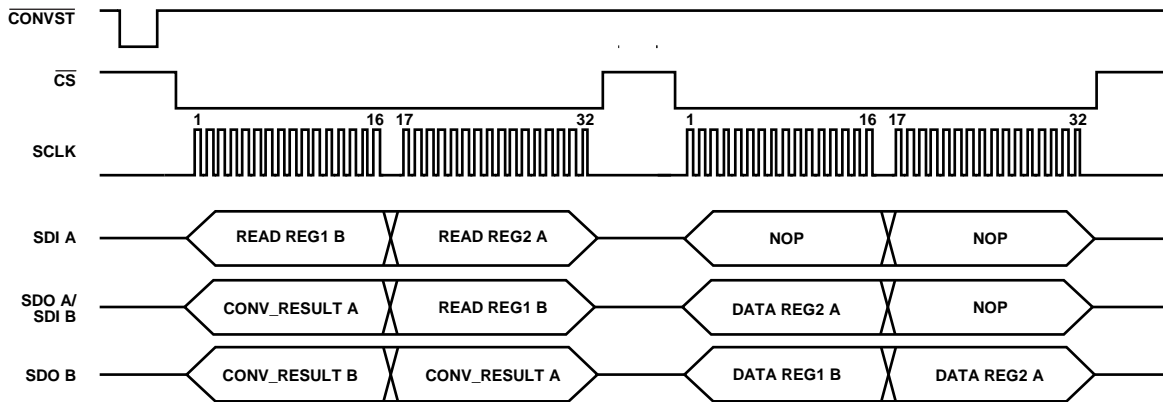 CONVST
CS
1 16 17 32 1 16 17 32
SCLK
SDI A READ REG1 B READ REG2 A NOP NOP
SDO A/
SDI B CONV_RESULT A READ REG1 B DATA REG2 A NOP
SDO B CONV_RESULT B CONV_RESULT A DATA REG1 B DATA REG2 A